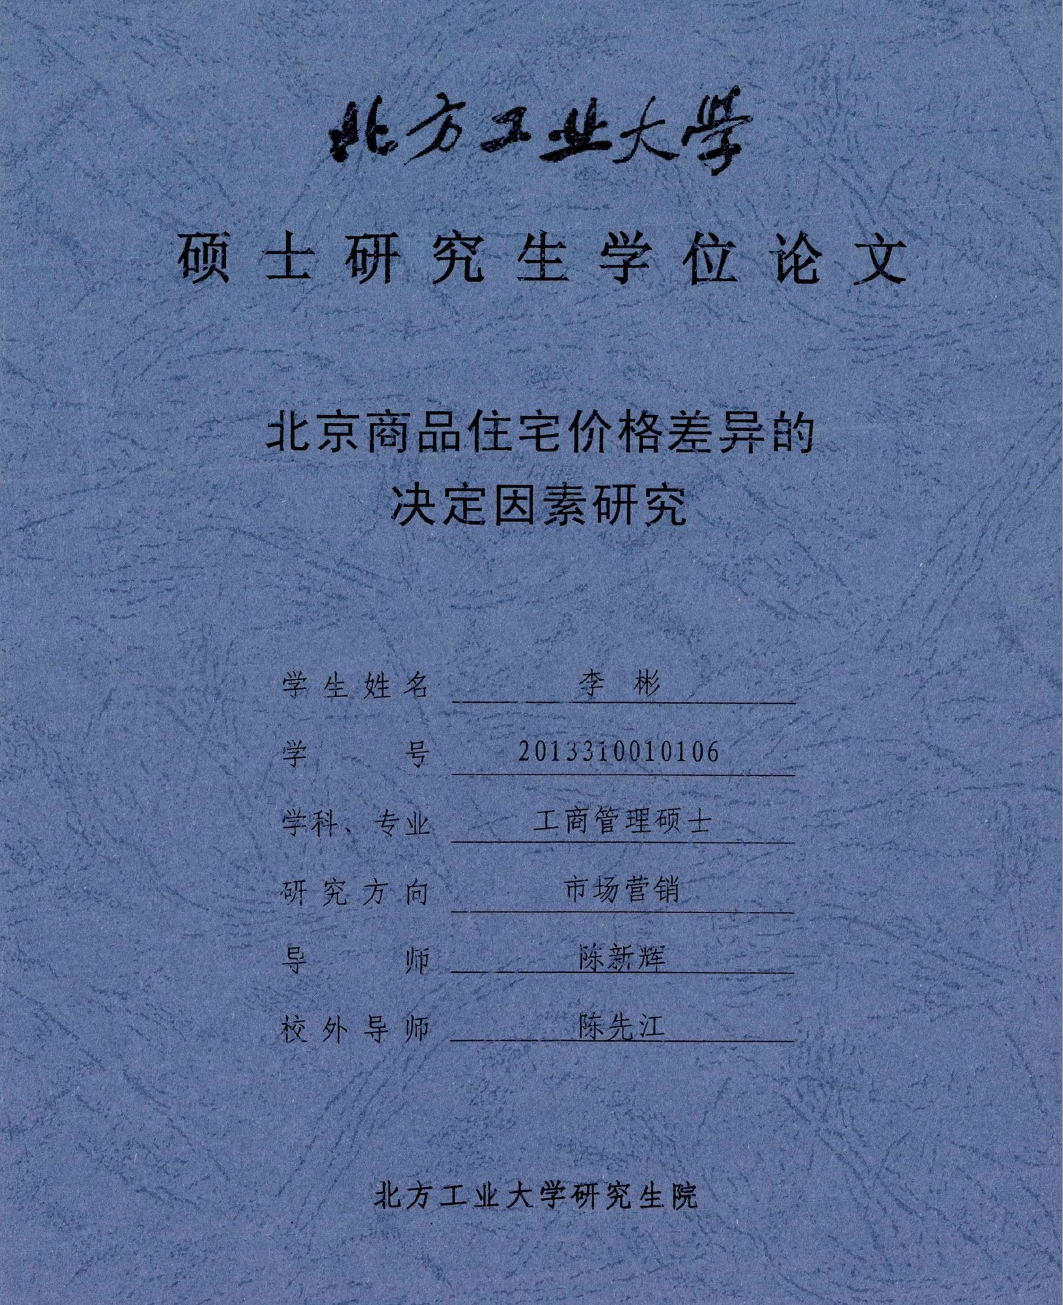 北方工业大学
硕士研究生学位论文
北京商品住宅价格差异的
决定因素研究
学生姓名 李彬
学号 2013310010106
学科、专业 工商管理硕士
研究方向 市场营销
导师 陈新辉
校外导师 陈先江
北方工业大学研究生院